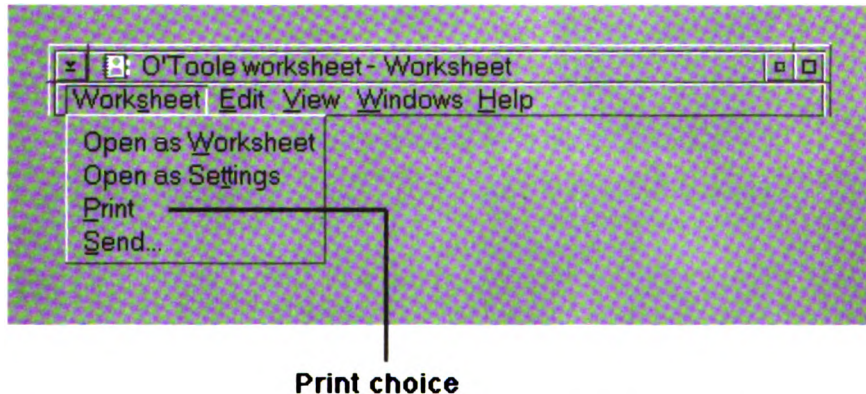 O'Toole worksheet - Worksheet
Worksheet Edit View Windows Help
Open as Worksheet
Open as Settings
Print
Send...
Print choice